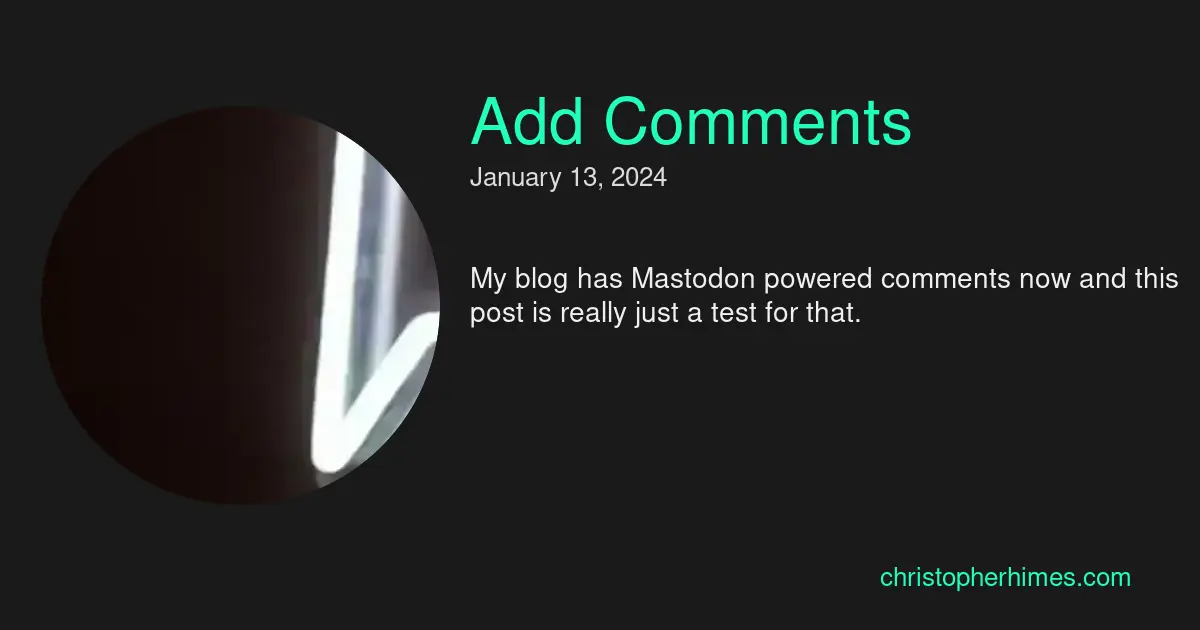 Add Comments
January 13, 2024
My blog has Mastodon powered comments now and this
post is really just a test for that.
christopherhimes.com